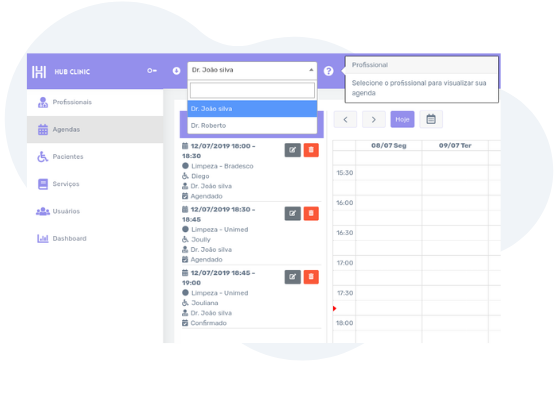 HUB CLINIC
Dr. João silva
Dr. João silva
Dr. Roberto
Profissional
Selecione o profissional para visualizar sua
agenda
Profissionais
Agendas
Pacientes
Serviços
Usuários
Dashboard
12/07/2019 18:00 -
18:30
Limpeza - Bradesco
Diego
Dr. João silva
Agendado
12/07/2019 18:30 -
18:45
Limpeza - Unimed
Joully
Dr. João silva
Agendado
12/07/2019 18:45 -
19:00
Limpeza - Unimed
Jouliana
Dr. João silva
Confirmado
Hoje
08/07 Seg
09/07 Ter
15:30
16:00
16:30
17:00
17:30
18:00